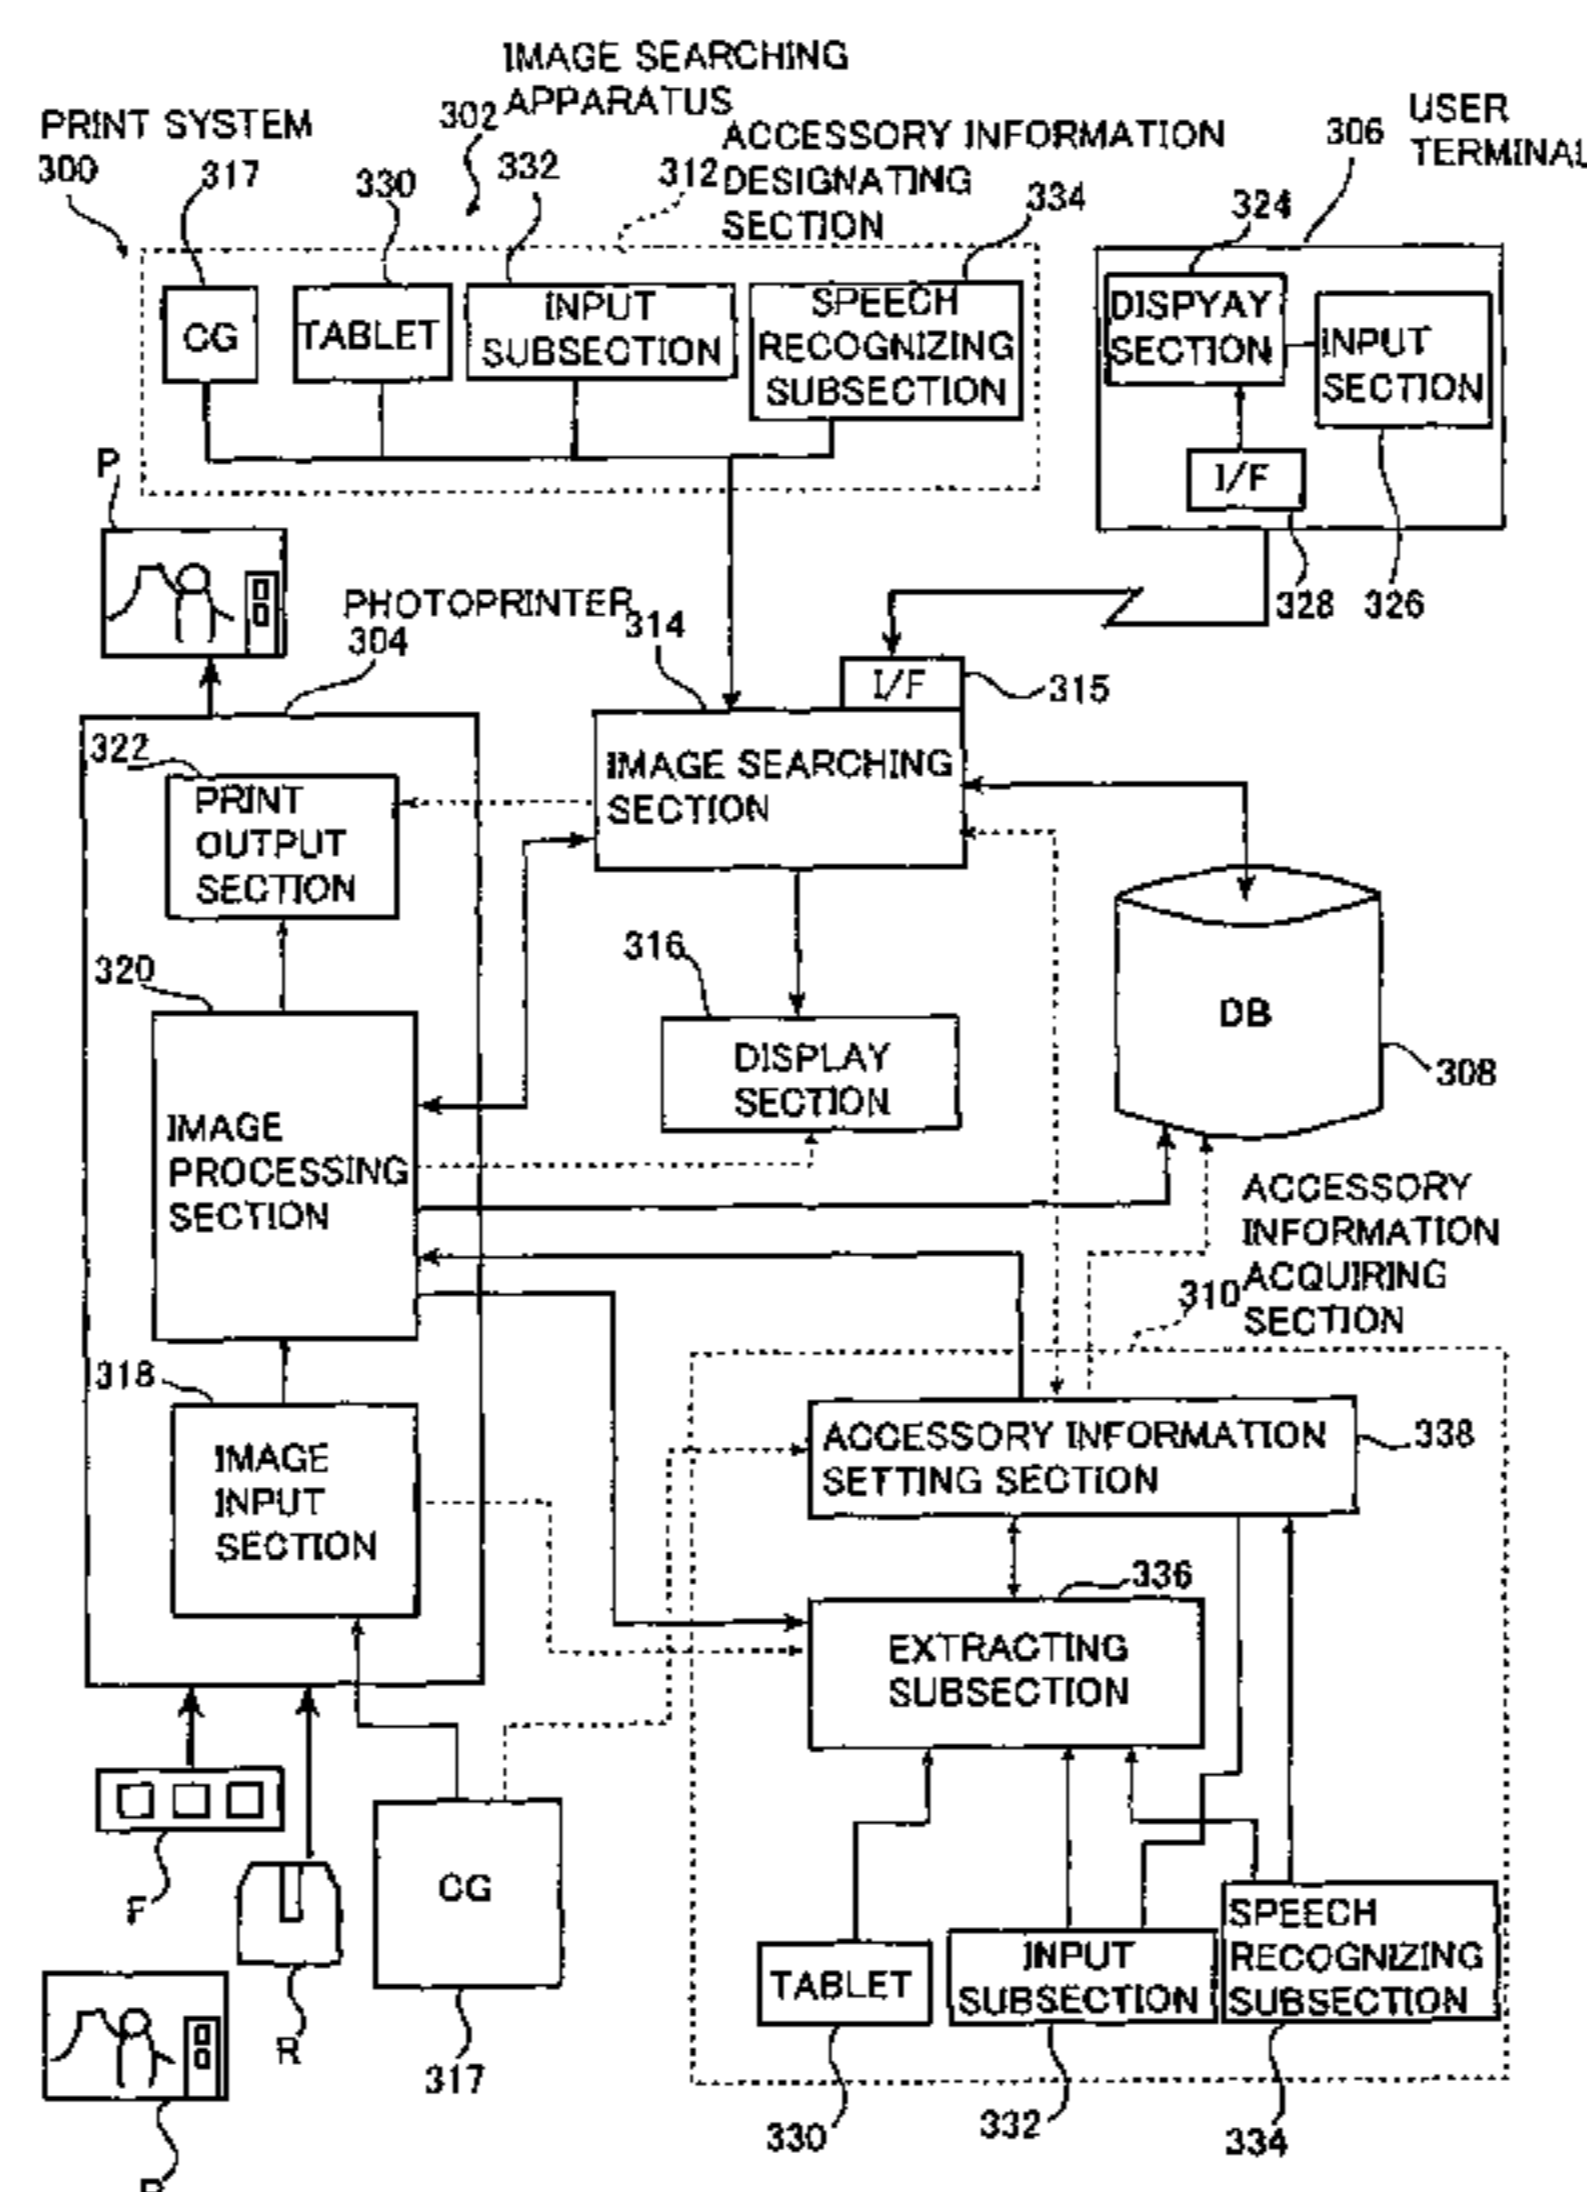 IMAGE SEARCHING
APPARATUS
302
PRINT SYSTEM
300
317
330
332
312
ACCESSORY INFORMATION
DESIGNATING
SECTION
334
306
USER
TERMINAL
324
CG
TABLET
INPUT
SUBSECTION
SPEECH
RECOGNIZING
SUBSECTION
DISPYAY
SECTION
INPUT
SECTION
I/F
328
326
P
PHOTOPRINTER
304
314
I/F
315
322
PRINT
OUTPUT
SECTION
IMAGE SEARCHING
SECTION
320
316
DISPLAY
SECTION
DB
308
IMAGE
PROCESSING
SECTION
ACCESSORY
INFORMATION
ACQUIRING
SECTION
310
318
IMAGE
INPUT
SECTION
ACCESSORY INFORMATION
SETTING SECTION
338
336
EXTRACTING
SUBSECTION
F
R
CG
317
TABLET
INPUT
SUBSECTION
SPEECH
RECOGNIZING
SUBSECTION
330
332
334